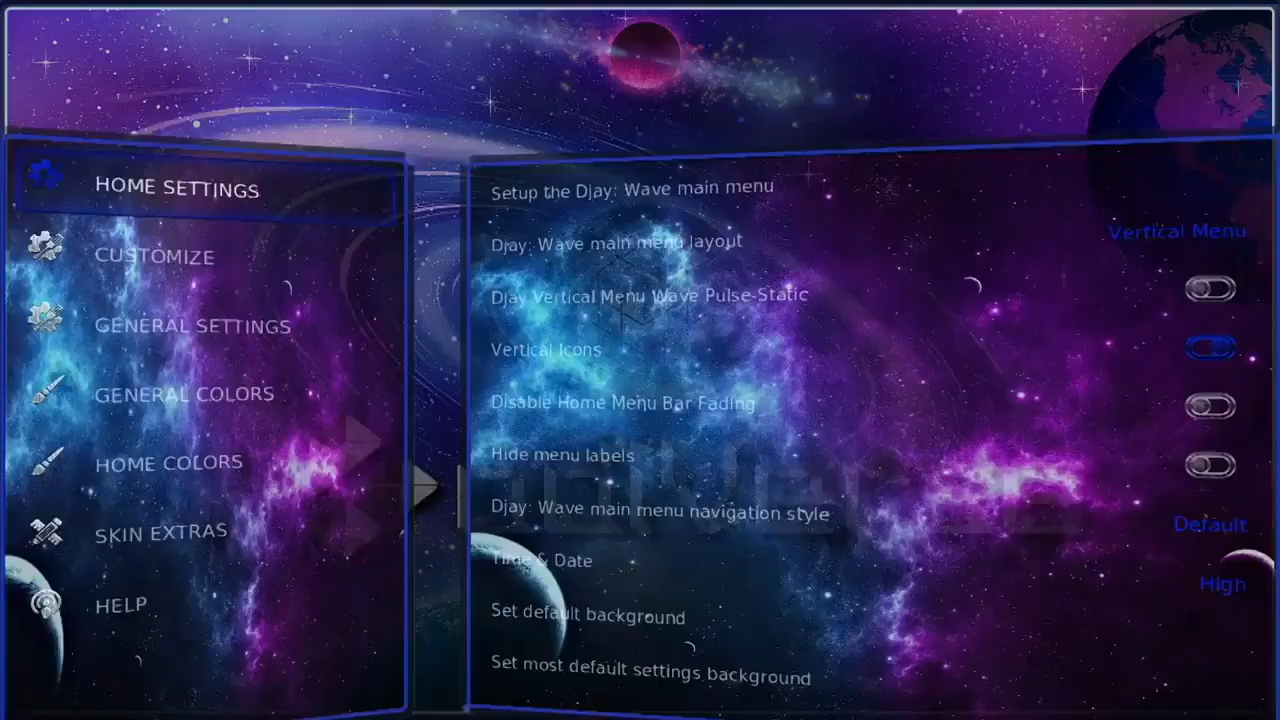 HOME SETTINGS
CUSTOMIZE
GENERAL SETTINGS
GENERAL COLORS
HOME COLORS
SKIN EXTRAS
HELP
Setup the Djay: Wave main menu
Djay: Wave main menu layout
Vertical Menu
Djay Vertical Menu Wave Pulse-Static
Vertical Icons
Disable Home Menu Bar Fading
Hide menu labels
Djay: Wave main menu navigation style
Default
Time & Date
High
Set default background
Set most default settings background